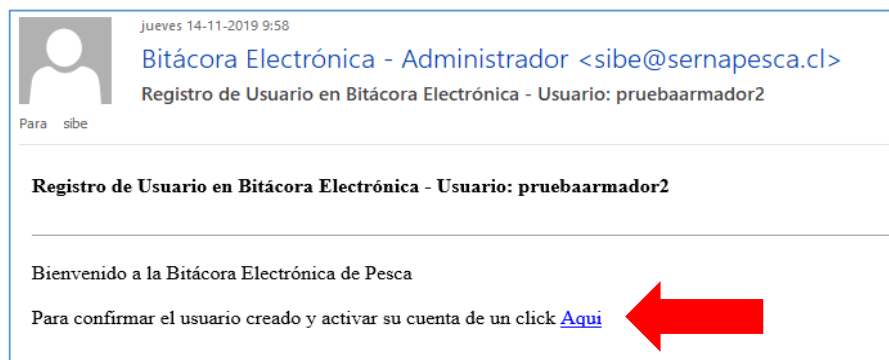 jueves 14-11-2019 9:58
Bitácora Electrónica - Administrador <sibe@sernapesca.cl>
Registro de Usuario en Bitácora Electrónica - Usuario: pruebaarmador2
Para sibe
Registro de Usuario en Bitácora Electrónica - Usuario: pruebaarmador2
Bienvenido a la Bitácora Electrónica de Pesca
Para confirmar el usuario creado y activar su cuenta de un click Aqui